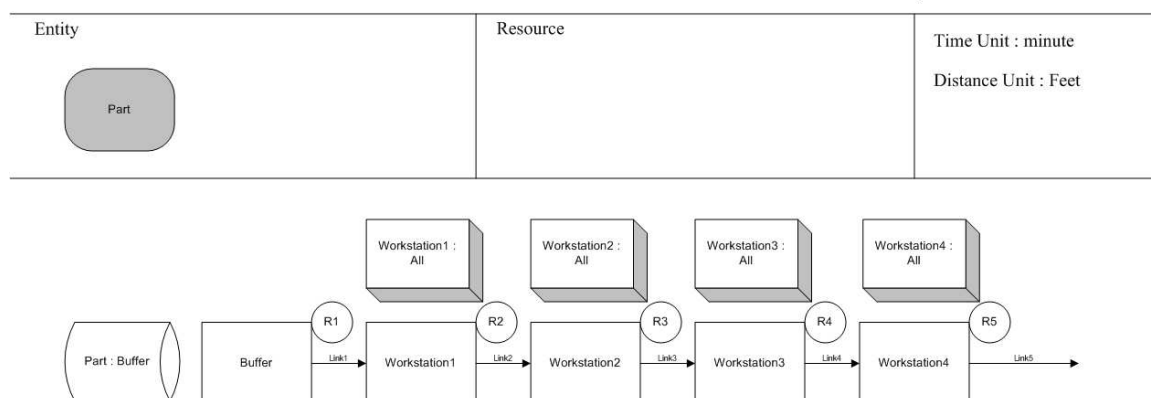 Entity
Resource
Time Unit : minute
Distance Unit : Feet
Part
Workstation1 :
All
Workstation2 :
All
Workstation3 :
All
Workstation4 :
All
R1
R2
R3
R4
R5
Part : Buffer
Buffer
Link1
Workstation1
Link2
Workstation2
Link3
Workstation3
Link4
Workstation4
Link5